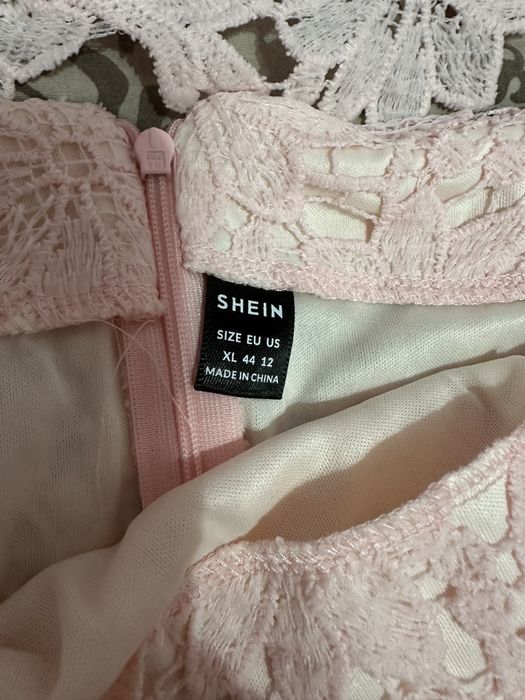 SHEIN
SIZE EU US
XL 44 12
MADE IN CHINA